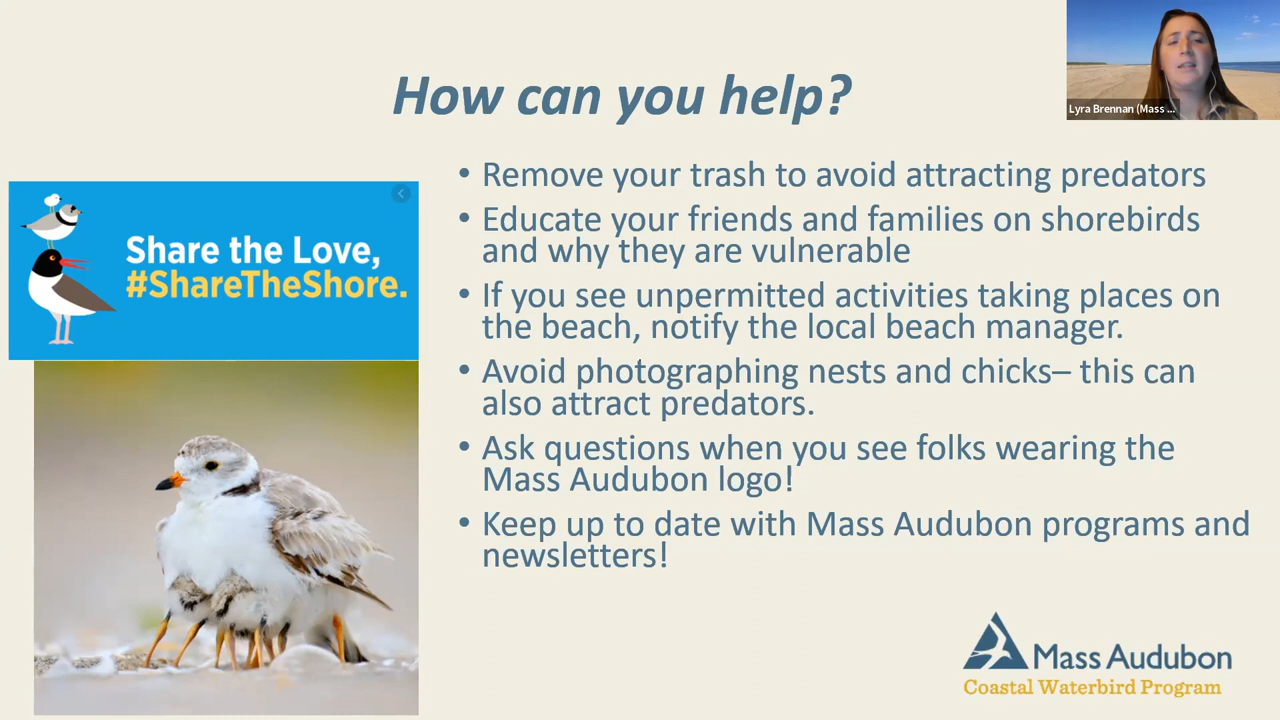 How can you help?
Lyra Brennan (Mass ...
Share the Love,
#ShareTheShore.
• Remove your trash to avoid attracting predators
• Educate your friends and families on shorebirds
and why they are vulnerable
• If you see unpermitted activities taking places on
the beach, notify the local beach manager.
• Avoid photographing nests and chicks– this can
also attract predators.
• Ask questions when you see folks wearing the
Mass Audubon logo!
• Keep up to date with Mass Audubon programs and
newsletters!
Mass Audubon
Coastal Waterbird Program